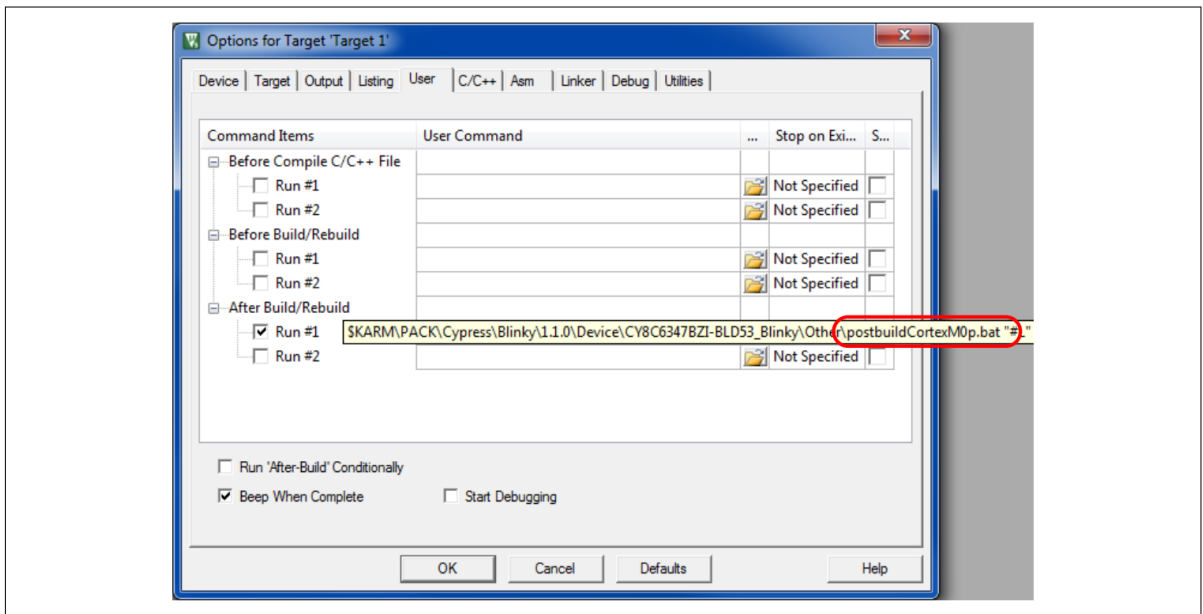 Options for Target 'Target 1'
Device Target Output Listing User C/C++ Asm Linker Debug Utilities
Command Items User Command ... Stop on Exi... S...
Before Compile C/C++ File
Run #1 Not Specified
Run #2 Not Specified
Before Build/Rebuild
Run #1 Not Specified
Run #2 Not Specified
After Build/Rebuild
Run #1 $KARM\PACK\Cypress\Blinky\1.1.0\Device\CY8C6347BZI-BLD53_Blinky\Other\postbuildCortexM0p.bat "#L"
Run #2 Not Specified
Run 'After-Build' Conditionally
Beep When Complete Start Debugging
OK Cancel Defaults Help